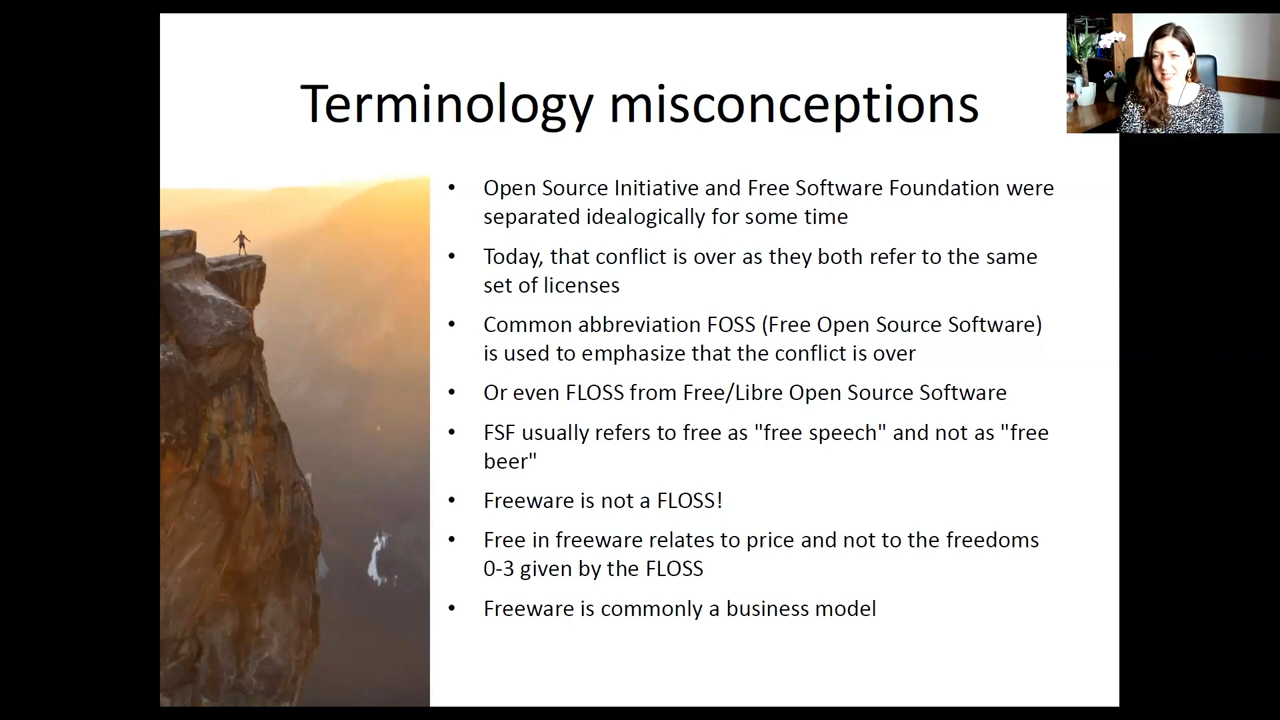 Terminology misconceptions
• Open Source Initiative and Free Software Foundation were
separated idealogically for some time
• Today, that conflict is over as they both refer to the same
set of licenses
• Common abbreviation FOSS (Free Open Source Software)
is used to emphasize that the conflict is over
• Or even FLOSS from Free/Libre Open Source Software
• FSF usually refers to free as "free speech" and not as "free
beer"
• Freeware is not a FLOSS!
• Free in freeware relates to price and not to the freedoms
0-3 given by the FLOSS
• Freeware is commonly a business model